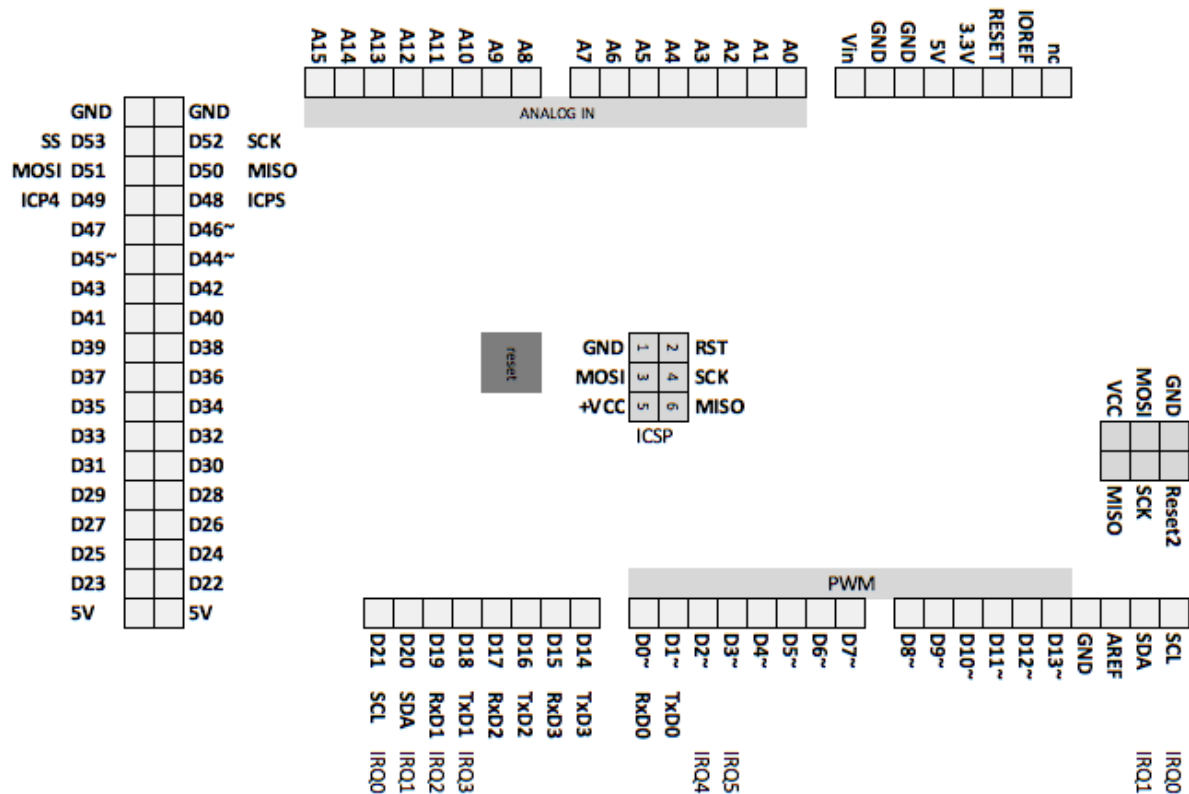 A15 A14 A13 A12 A11 A10 A9 A8 A7 A6 A5 A4 A3 A2 A1 A0 Vin GND GND 5V 3.3V RESET IOREF nc
ANALOG IN
GND GND
SS D53 D52 SCK
MOSI D51 D50 MISO
ICP4 D49 D48 ICPS
D47 D46~
D45~ D44~
D43 D42
D41 D40
D39 D38
D37 D36
D35 D34
D33 D32
D31 D30
D29 D28
D27 D26
D25 D24
D23 D22
5V 5V
reset
GND 1 2 RST
MOSI 3 4 SCK
+VCC 5 6 MISO
ICSP
VCC MOSI GND
MISO SCK Reset2
PWM
D21 D20 D19 D18 D17 D16 D15 D14 D0~ D1~ D2~ D3~ D4~ D5~ D6~ D7~ D8~ D9~ D10~ D11~ D12~ D13~ GND AREF SDA SCL
SCL SDA RxD1 TxD1 RxD2 TxD2 RxD3 TxD3 RxD0 TxD0
IRQ0 IRQ1 IRQ2 IRQ3 IRQ4 IRQ5 IRQ1 IRQ0